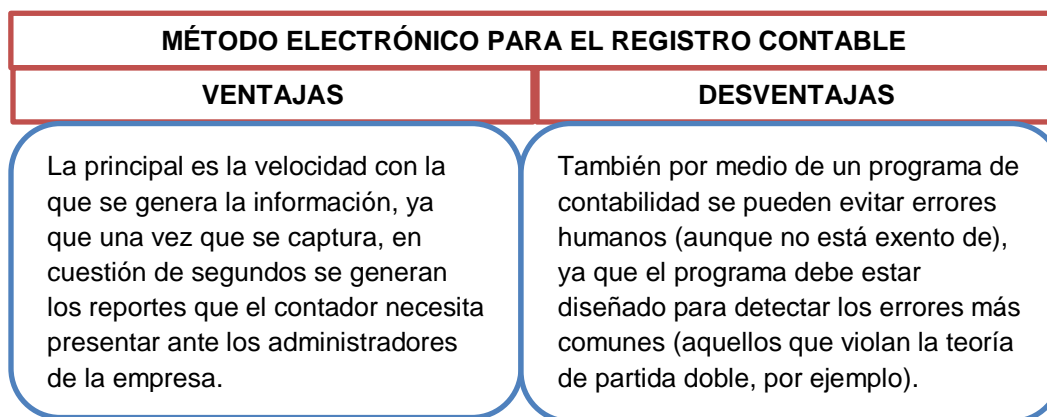 MÉTODO ELECTRÓNICO PARA EL REGISTRO CONTABLE
VENTAJAS
DESVENTAJAS
La principal es la velocidad con la
que se genera la información, ya
que una vez que se captura, en
cuestión de segundos se generan
los reportes que el contador necesita
presentar ante los administradores
de la empresa.
También por medio de un programa de
contabilidad se pueden evitar errores
humanos (aunque no está exento de),
ya que el programa debe estar
diseñado para detectar los errores más
comunes (aquellos que violan la teoría
de partida doble, por ejemplo).